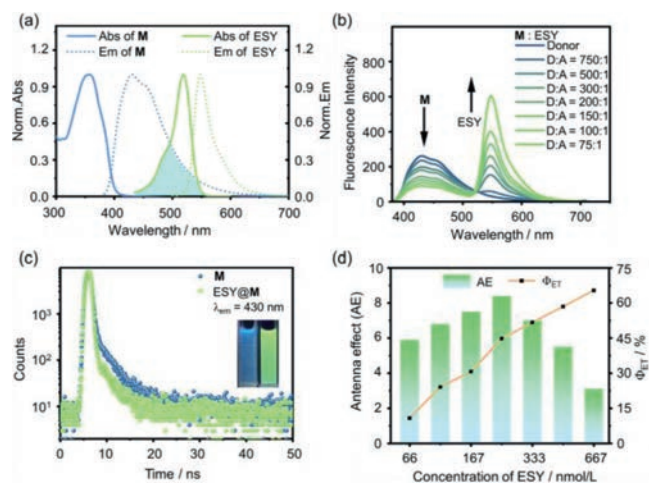 (a)
Abs of M
Em of M
Abs of ESY
Em of ESY
Norm.Abs
1.2
0.9
0.6
0.3
0.0
Norm.Em
1.0
0.9
0.6
0.3
0.0
300 400 500 600 700
Wavelength / nm
(b)
M : ESY
Donor
D:A = 750:1
D:A = 500:1
D:A = 300:1
D:A = 200:1
D:A = 150:1
D:A = 100:1
D:A = 75:1
M
ESY
Fluorescence Intensity
1000
800
600
400
200
0
400 500 600 700
Wavelength / nm
(c)
M
ESY@M
λem = 430 nm
Counts
10³
10²
10¹
0 10 20 30 40 50
Time / ns
(d)
AE
ΦET
Antenna effect (AE)
10
8
6
4
2
0
ΦET / %
75
60
45
30
15
0
66 167 333 667
Concentration of ESY / nmol/L